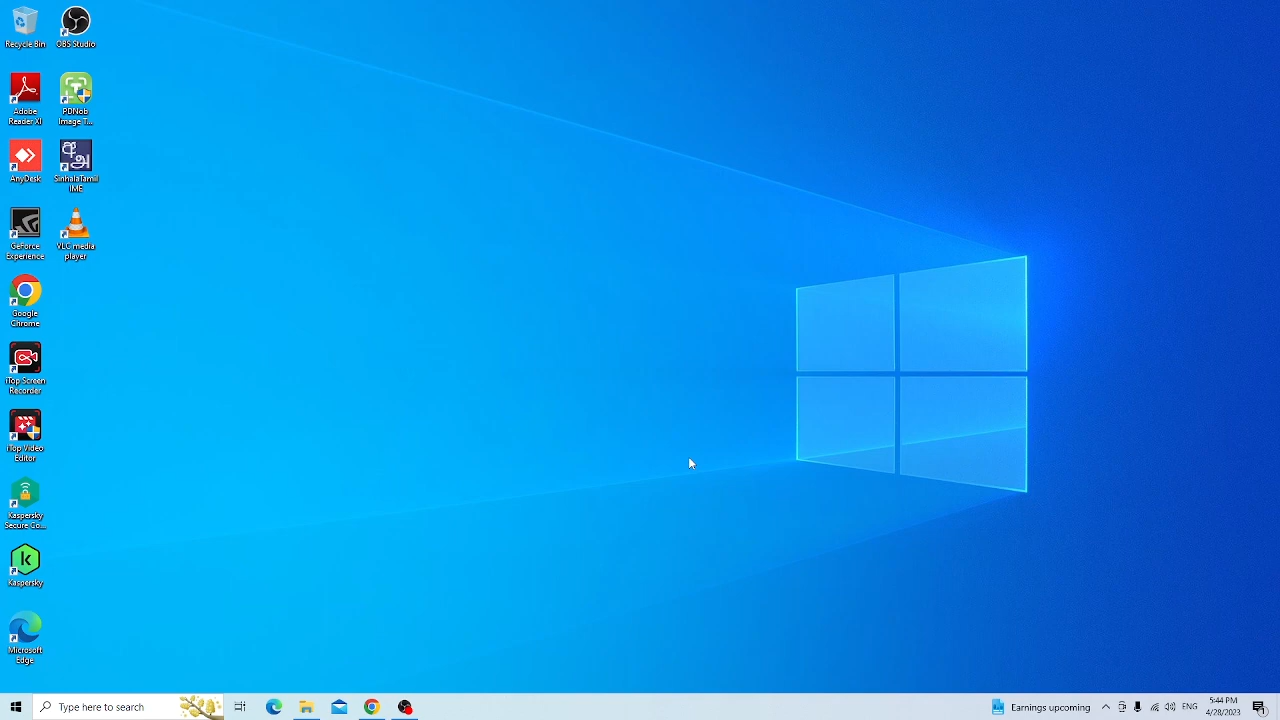 Recycle Bin
OBS Studio
Adobe
Reader XI
PDNob
Image T...
AnyDesk
SinhalaTamil
IME
GeForce
Experience
VLC media
player
Google
Chrome
iTop Screen
Recorder
iTop Video
Editor
Kaspersky
Secure Co...
Kaspersky
Microsoft
Edge
Type here to search
Earnings upcoming
ENG
5:44 PM
4/28/2023